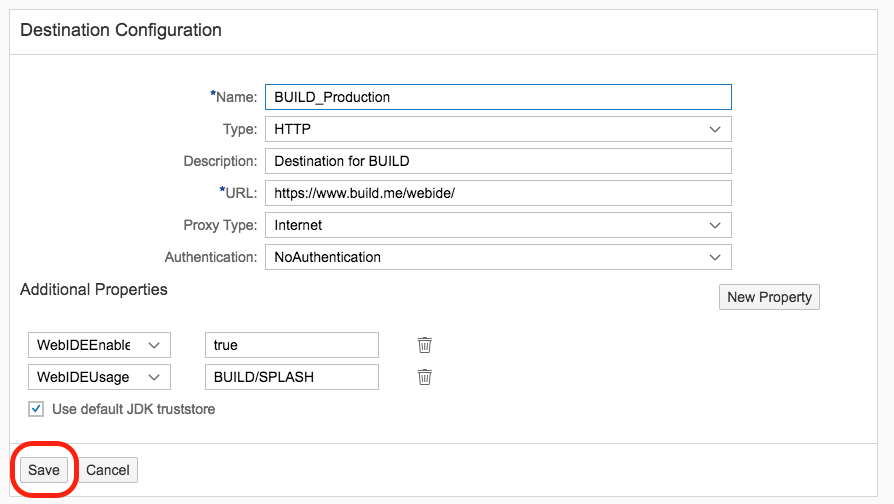 Destination Configuration
*Name: BUILD_Production
Type: HTTP
Description: Destination for BUILD
*URL: https://www.build.me/webide/
Proxy Type: Internet
Authentication: NoAuthentication
Additional Properties
New Property
WebIDEEnable true
WebIDEUsage BUILD/SPLASH
Use default JDK truststore
Save Cancel